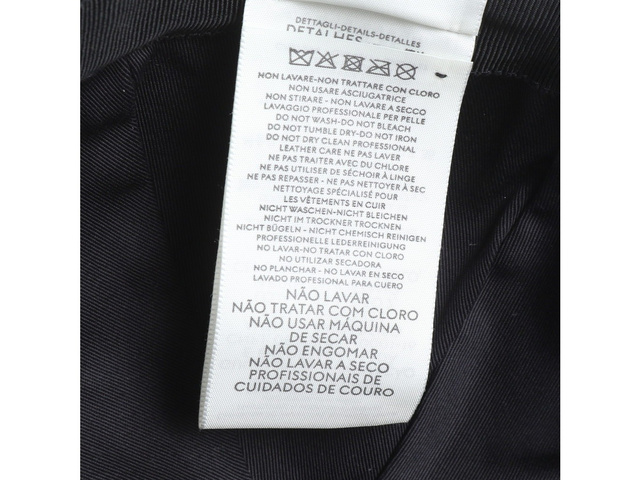 DETTAGLI-DETAILS-DETALLES
DETALHES
NON LAVARE-NON TRATTARE CON CLORO
NON USARE ASCIUGATRICE
NON STIRARE - NON LAVARE A SECCO
LAVAGGIO PROFESSIONALE PER PELLE
DO NOT WASH-DO NOT BLEACH
DO NOT TUMBLE DRY-DO NOT IRON
DO NOT DRY CLEAN PROFESSIONAL
LEATHER CARE NE PAS LAVER
NE PAS TRAITER AVEC DU CHLORE
NE PAS UTILISER DE SÉCHOIR À LINGE
NE PAS REPASSER - NE PAS NETTOYER À SEC
NETTOYAGE SPÉCIALISÉ POUR
LES VÊTEMENTS EN CUIR
NICHT WASCHEN-NICHT BLEICHEN
NICHT IM TROCKNER TROCKNEN
NICHT BÜGELN - NICHT CHEMISCH REINIGEN
PROFESSIONELLE LEDERREINIGUNG
NO LAVAR-NO TRATAR CON CLORO
NO UTILIZAR SECADORA
NO PLANCHAR - NO LAVAR EN SECO
LAVADO PROFESIONAL PARA CUERO
NÃO LAVAR
NÃO TRATAR COM CLORO
NÃO USAR MÁQUINA
DE SECAR
NÃO ENGOMAR
NÃO LAVAR A SECO
PROFISSIONAIS DE
CUIDADOS DE COURO